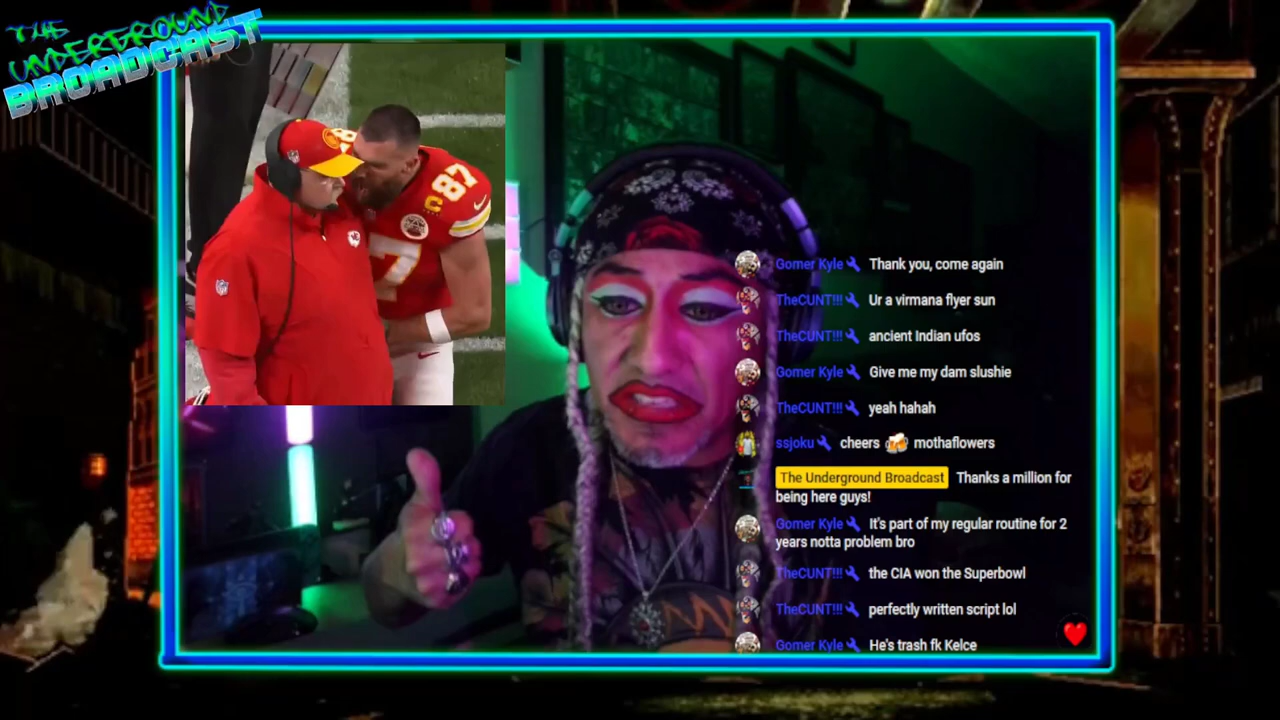 THE
UNDERGROUND
BROADCAST
87
7
Gomer Kyle Thank you, come again
TheCUNT!!! Ur a virmana flyer sun
TheCUNT!!! ancient Indian ufos
Gomer Kyle Give me my dam slushie
TheCUNT!!! yeah hahah
ssjoku cheers 🍻 mothaflowers
The Underground Broadcast Thanks a million for
being here guys!
Gomer Kyle It's part of my regular routine for 2
years notta problem bro
TheCUNT!!! the CIA won the Superbowl
TheCUNT!!! perfectly written script lol
Gomer Kyle He's trash fk Kelce